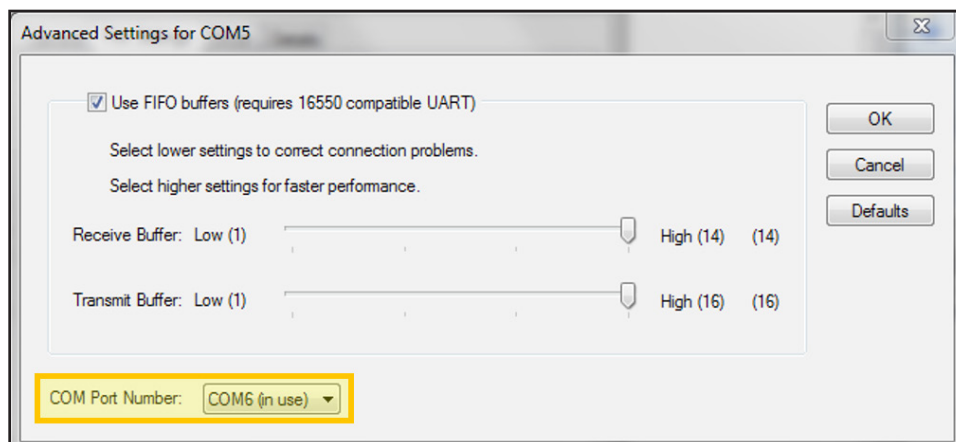 Advanced Settings for COM5
Use FIFO buffers (requires 16550 compatible UART)
OK
Select lower settings to correct connection problems.
Cancel
Select higher settings for faster performance.
Defaults
Receive Buffer: Low (1) High (14) (14)
Transmit Buffer: Low (1) High (16) (16)
COM Port Number: COM6 (in use)